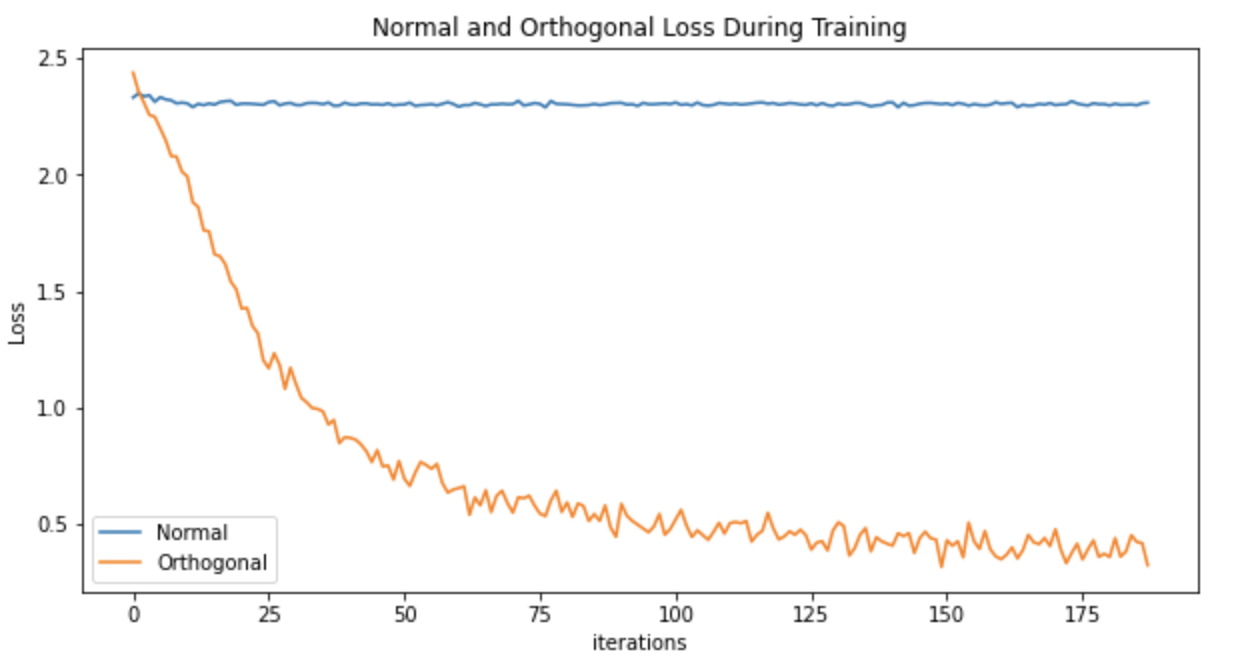 Normal and Orthogonal Loss During Training
2.5
2.0
1.5
1.0
0.5
Loss
Normal
Orthogonal
0 25 50 75 100 125 150 175
iterations